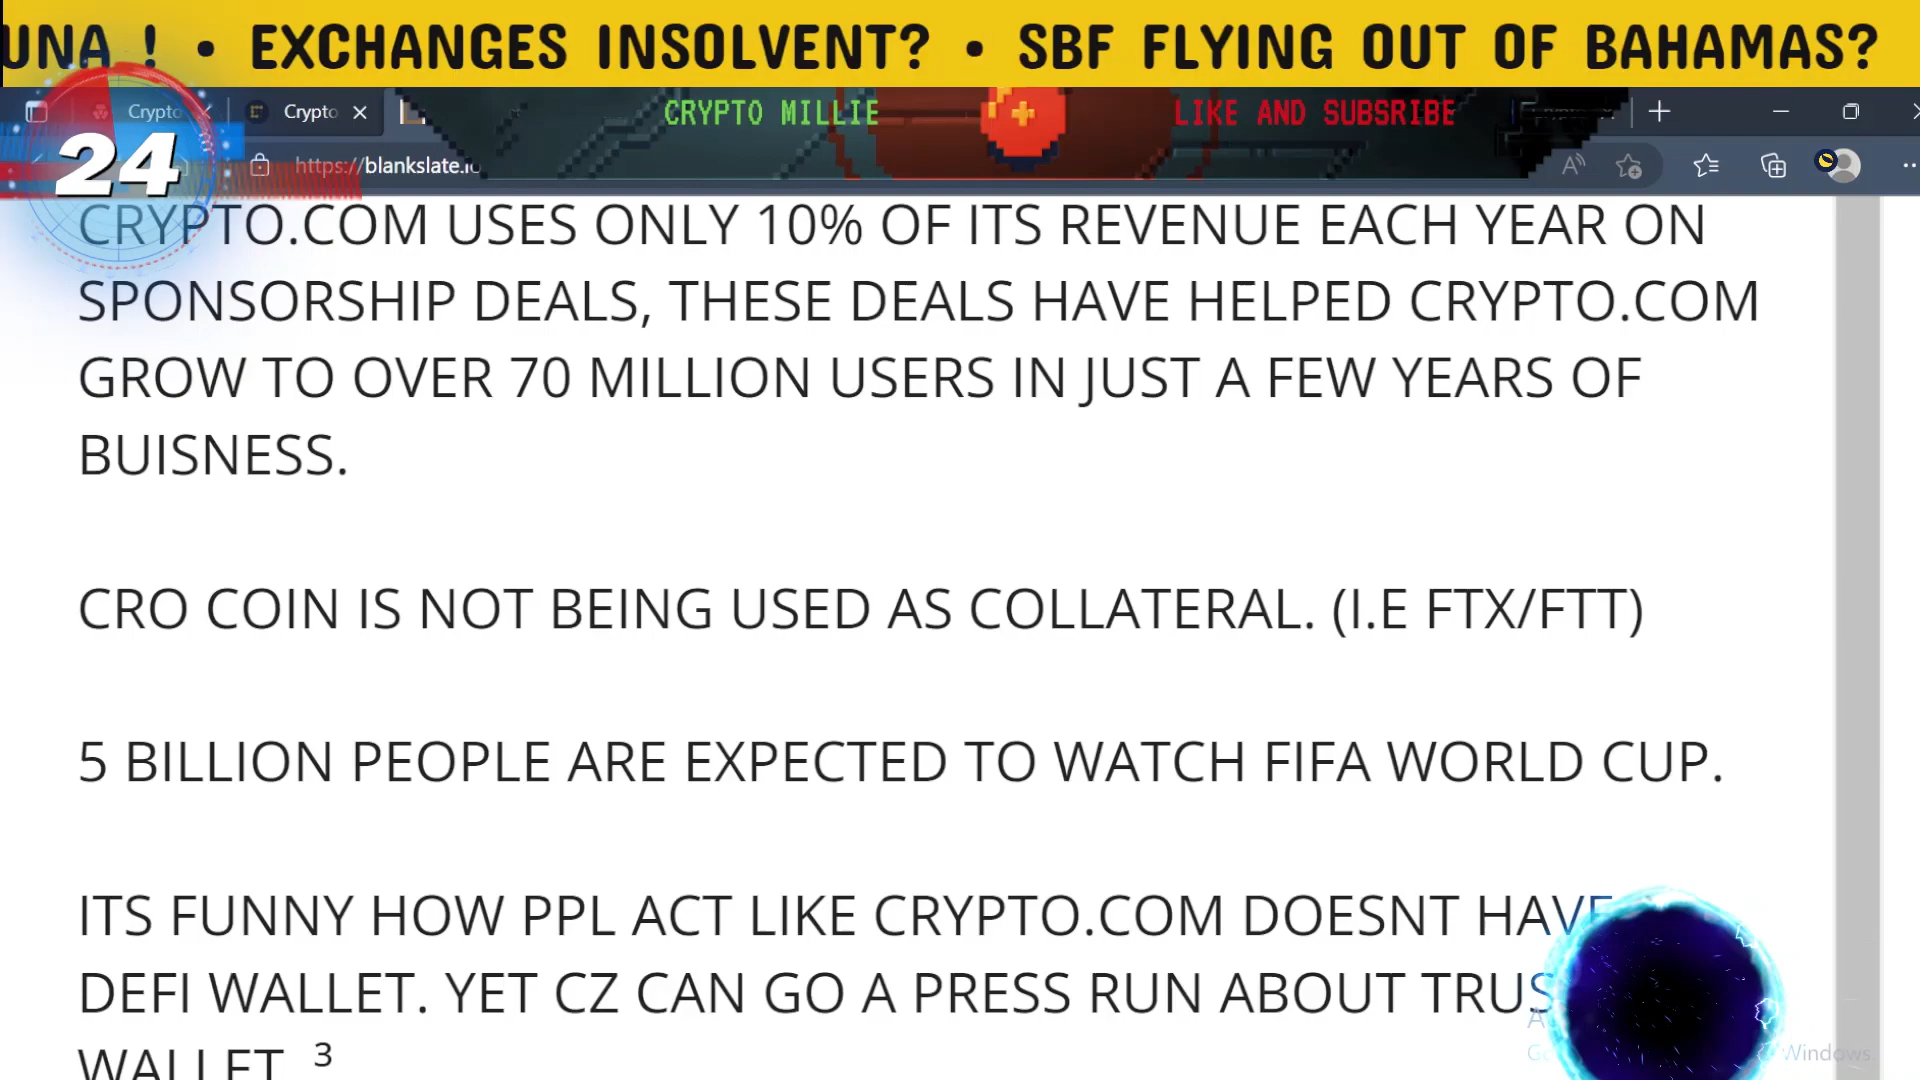 UNA ! • EXCHANGES INSOLVENT? • SBF FLYING OUT OF BAHAMAS?
Crypto Crypto CRYPTO MILLIE LIKE AND SUBSRIBE
24
https://blankslate.io
CRYPTO.COM USES ONLY 10% OF ITS REVENUE EACH YEAR ON
SPONSORSHIP DEALS, THESE DEALS HAVE HELPED CRYPTO.COM
GROW TO OVER 70 MILLION USERS IN JUST A FEW YEARS OF
BUISNESS.
CRO COIN IS NOT BEING USED AS COLLATERAL. (I.E FTX/FTT)
5 BILLION PEOPLE ARE EXPECTED TO WATCH FIFA WORLD CUP.
ITS FUNNY HOW PPL ACT LIKE CRYPTO.COM DOESNT HAVE
DEFI WALLET. YET CZ CAN GO A PRESS RUN ABOUT TRUS
WALLET 3
Windows